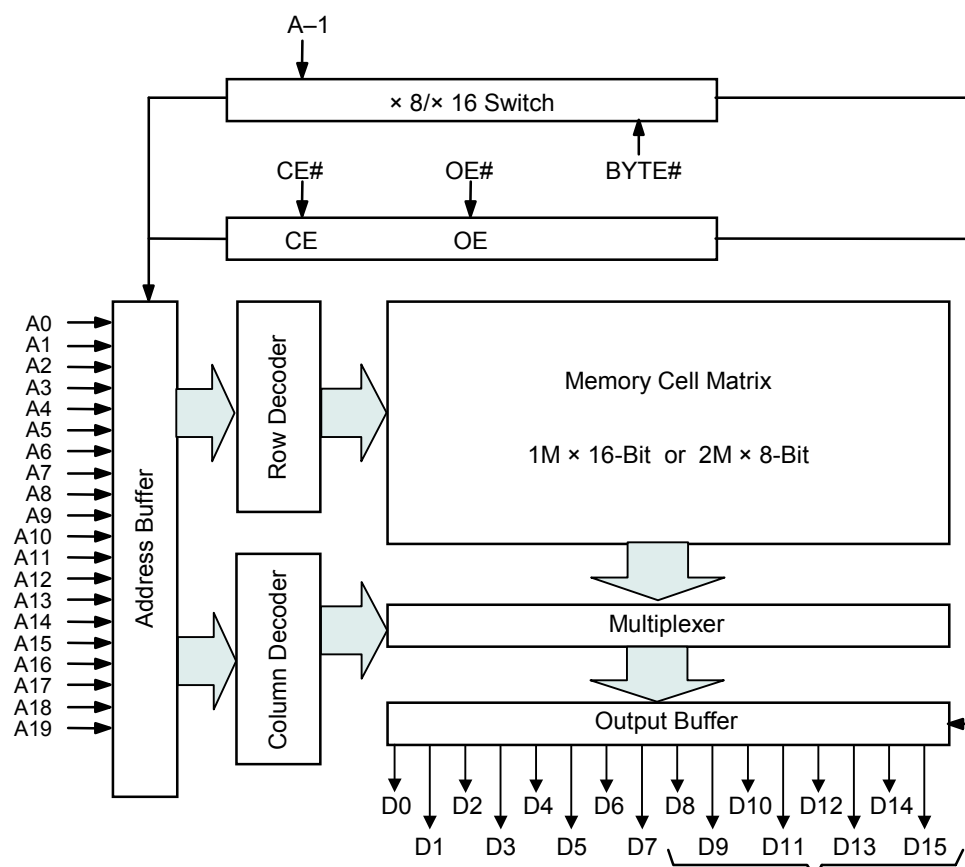 A–1
× 8/× 16 Switch
CE# OE# BYTE#
CE OE
A0
A1
A2
A3
A4
A5
A6
A7
A8
A9
A10
A11
A12
A13
A14
A15
A16
A17
A18
A19
Address Buffer
Row Decoder
Column Decoder
Memory Cell Matrix
1M × 16-Bit or 2M × 8-Bit
Multiplexer
Output Buffer
D0 D2 D4 D6 D8 D10 D12 D14
D1 D3 D5 D7 D9 D11 D13 D15